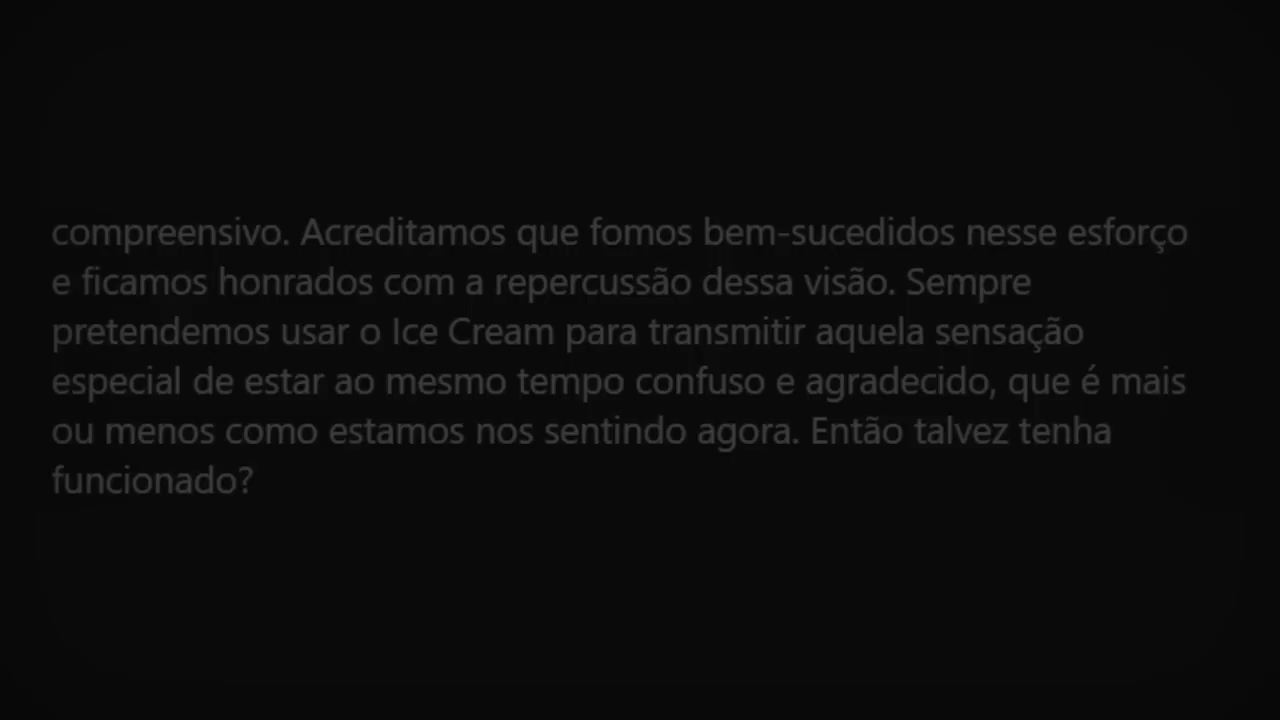 compreensivo. Acreditamos que fomos bem-sucedidos nesse esforço
e ficamos honrados com a repercussão dessa visão. Sempre
pretendemos usar o Ice Cream para transmitir aquela sensação
especial de estar ao mesmo tempo confuso e agradecido, que é mais
ou menos como estamos nos sentindo agora. Então talvez tenha
funcionado?